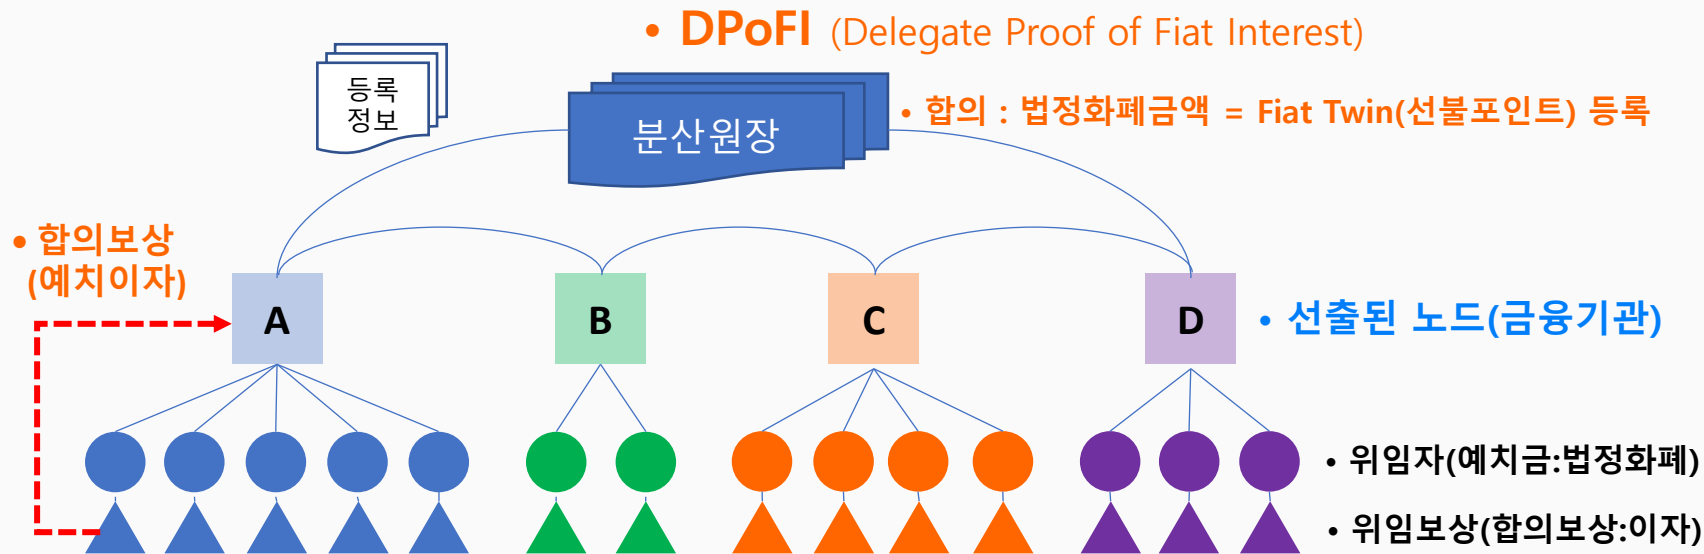 • DPoFI (Delegate Proof of Fiat Interest)
등록
정보
분산원장
• 합의 : 법정화폐금액 = Fiat Twin(선불포인트) 등록
• 합의보상
(예치이자)
A
B
C
D
• 선출된 노드(금융기관)
• 위임자(예치금:법정화폐)
• 위임보상(합의보상:이자)